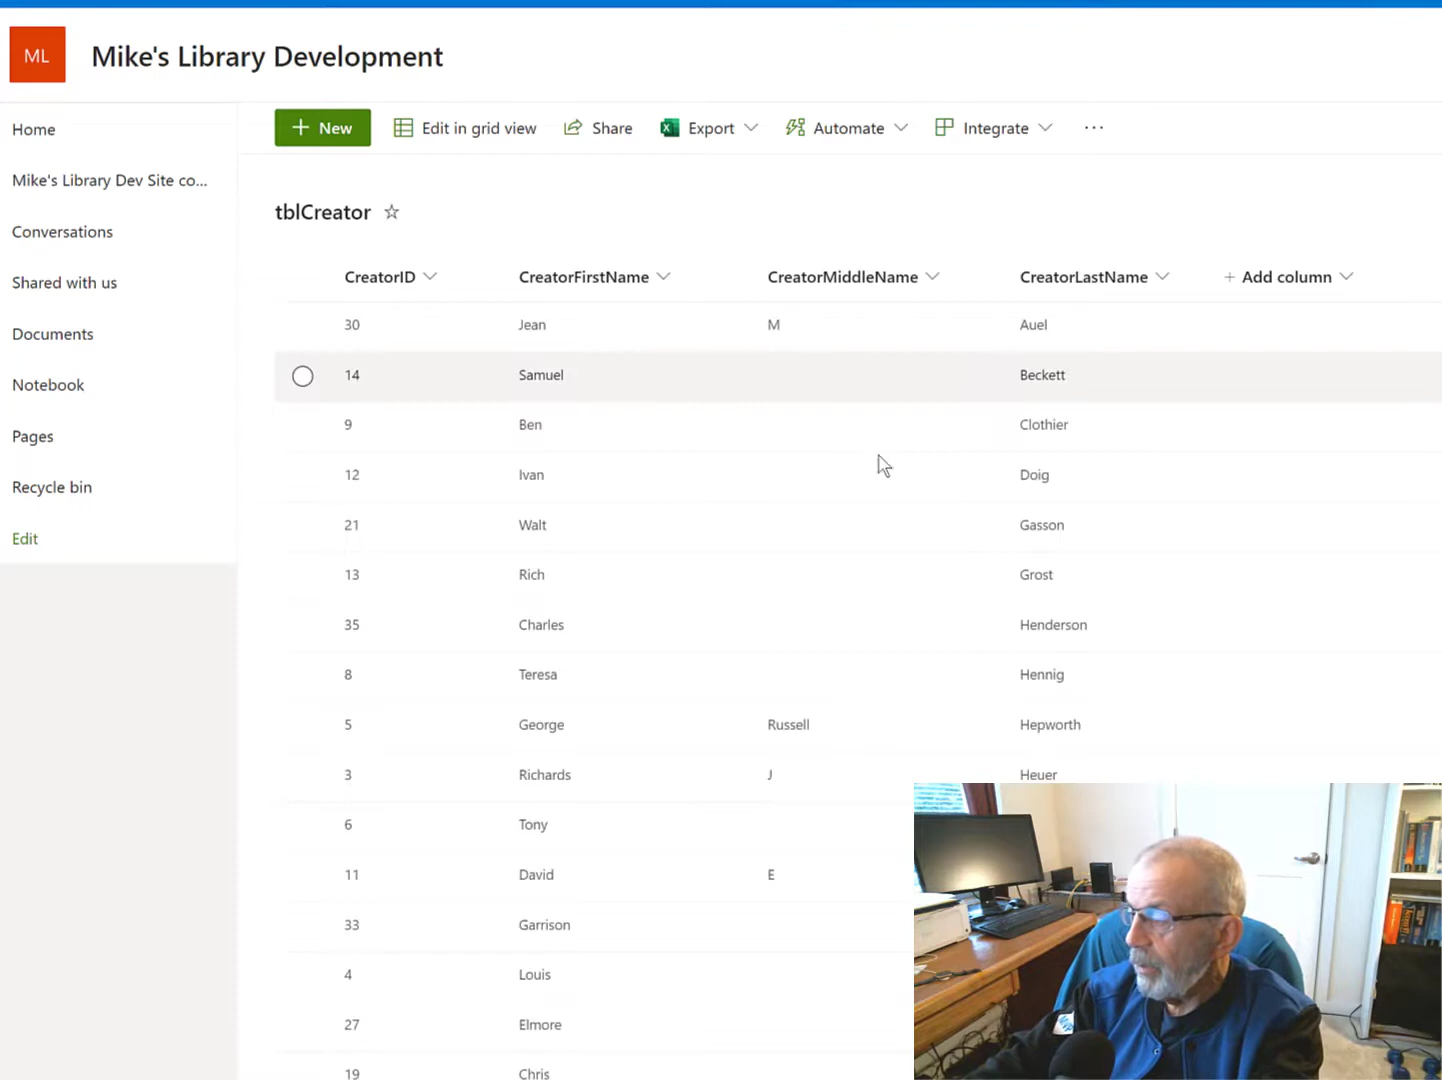 ML Mike's Library Development
Home
Mike's Library Dev Site co...
Conversations
Shared with us
Documents
Notebook
Pages
Recycle bin
Edit
+ New Edit in grid view Share Export Automate Integrate ...
tblCreator
CreatorID CreatorFirstName CreatorMiddleName CreatorLastName + Add column
30 Jean M Auel
14 Samuel Beckett
9 Ben Clothier
12 Ivan Doig
21 Walt Gasson
13 Rich Grost
35 Charles Henderson
8 Teresa Hennig
5 George Russell Hepworth
3 Richards J Heuer
6 Tony
11 David E
33 Garrison
4 Louis
27 Elmore
19 Chris